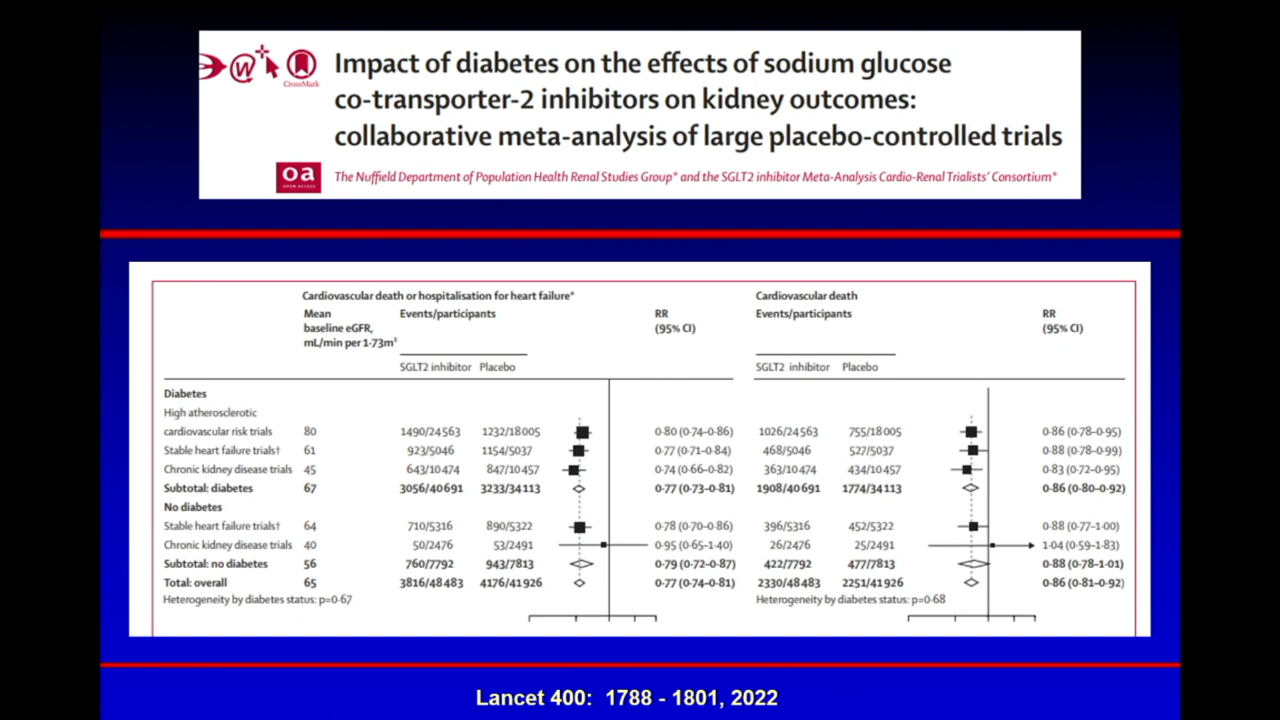 Impact of diabetes on the effects of sodium glucose
co-transporter-2 inhibitors on kidney outcomes:
collaborative meta-analysis of large placebo-controlled trials
CrossMark
oa
OPEN ACCESS
The Nuffield Department of Population Health Renal Studies Group* and the SGLT2 inhibitor Meta-Analysis Cardio-Renal Trialists' Consortium*
Cardiovascular death or hospitalisation for heart failure* Cardiovascular death
Mean Events/participants RR Events/participants RR
baseline eGFR, (95% CI) (95% CI)
mL/min per 1·73m²
SGLT2 inhibitor Placebo SGLT2 inhibitor Placebo
Diabetes
High atherosclerotic
cardiovascular risk trials 80 1490/24563 1232/18005 0·80 (0·74–0·86) 1026/24563 755/18005 0·86 (0·78–0·95)
Stable heart failure trials† 61 923/5046 1154/5037 0·77 (0·71–0·84) 468/5046 527/5037 0·88 (0·78–0·99)
Chronic kidney disease trials 45 643/10474 847/10457 0·74 (0·66–0·82) 363/10474 434/10457 0·83 (0·72–0·95)
Subtotal: diabetes 67 3056/40691 3233/34113 0·77 (0·73–0·81) 1908/40691 1774/34113 0·86 (0·80–0·92)
No diabetes
Stable heart failure trials† 64 710/5316 890/5322 0·78 (0·70–0·86) 396/5316 452/5322 0·88 (0·77–1·00)
Chronic kidney disease trials 40 50/2476 53/2491 0·95 (0·65–1·40) 26/2476 25/2491 1·04 (0·59–1·83)
Subtotal: no diabetes 56 760/7792 943/7813 0·79 (0·72–0·87) 422/7792 477/7813 0·88 (0·78–1·01)
Total: overall 65 3816/48483 4176/41926 0·77 (0·74–0·81) 2330/48483 2251/41926 0·86 (0·81–0·92)
Heterogeneity by diabetes status: p=0·67 Heterogeneity by diabetes status: p=0·68
Lancet 400: 1788 - 1801, 2022